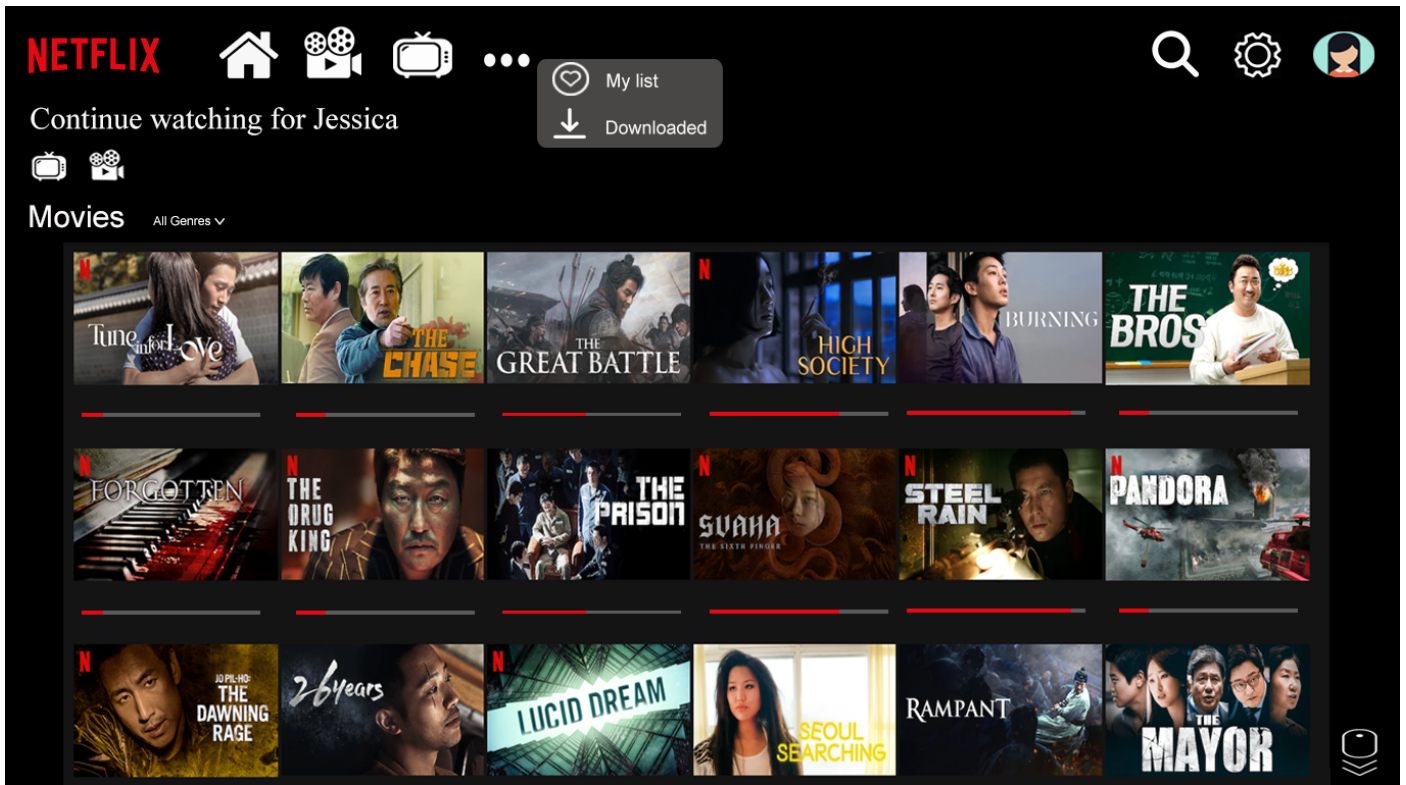 NETFLIX
My list
Downloaded
Continue watching for Jessica
Movies
All Genres
N
Tune in for Love
THE
CHASE
THE
GREAT BATTLE
N
HIGH
SOCIETY
BURNING
THE
BROS
N
FORGOTTEN
N
THE
DRUG
KING
THE
PRISON
N
SVAHA
THE SIXTH FINGER
N
STEEL
RAIN
N
PANDORA
N
JO PIL-HO:
THE
DAWNING
RAGE
26years
N
LUCID DREAM
SEOUL
SEARCHING
RAMPANT
THE
MAYOR